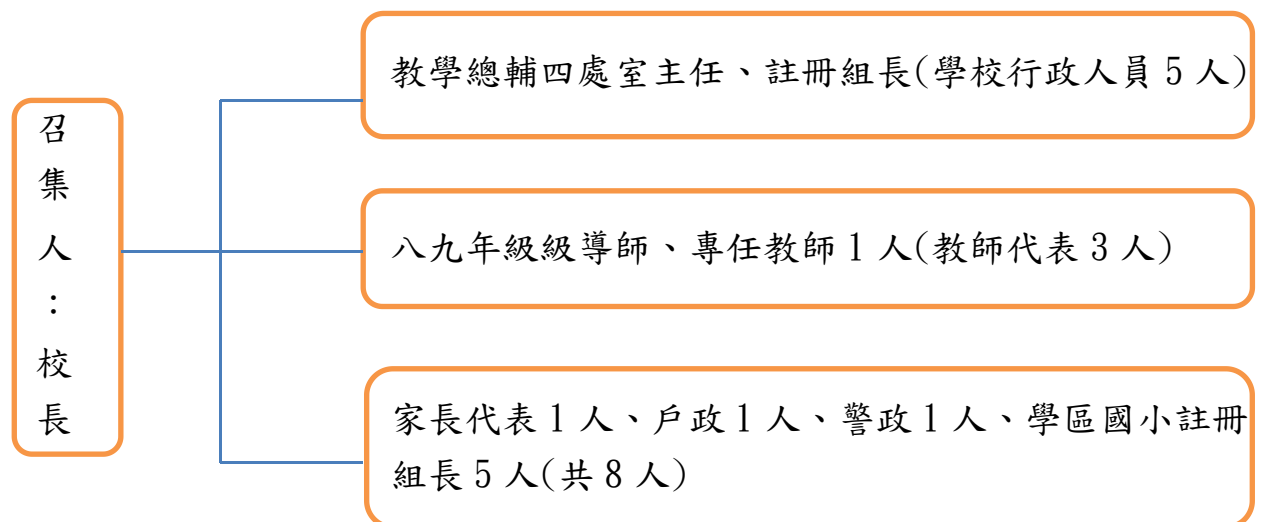 召集人：校長
教學總輔四處室主任、註冊組長(學校行政人員5人)
八九年級級導師、專任教師1人(教師代表3人)
家長代表1人、戶政1人、警政1人、學區國小註冊
組長5人(共8人)